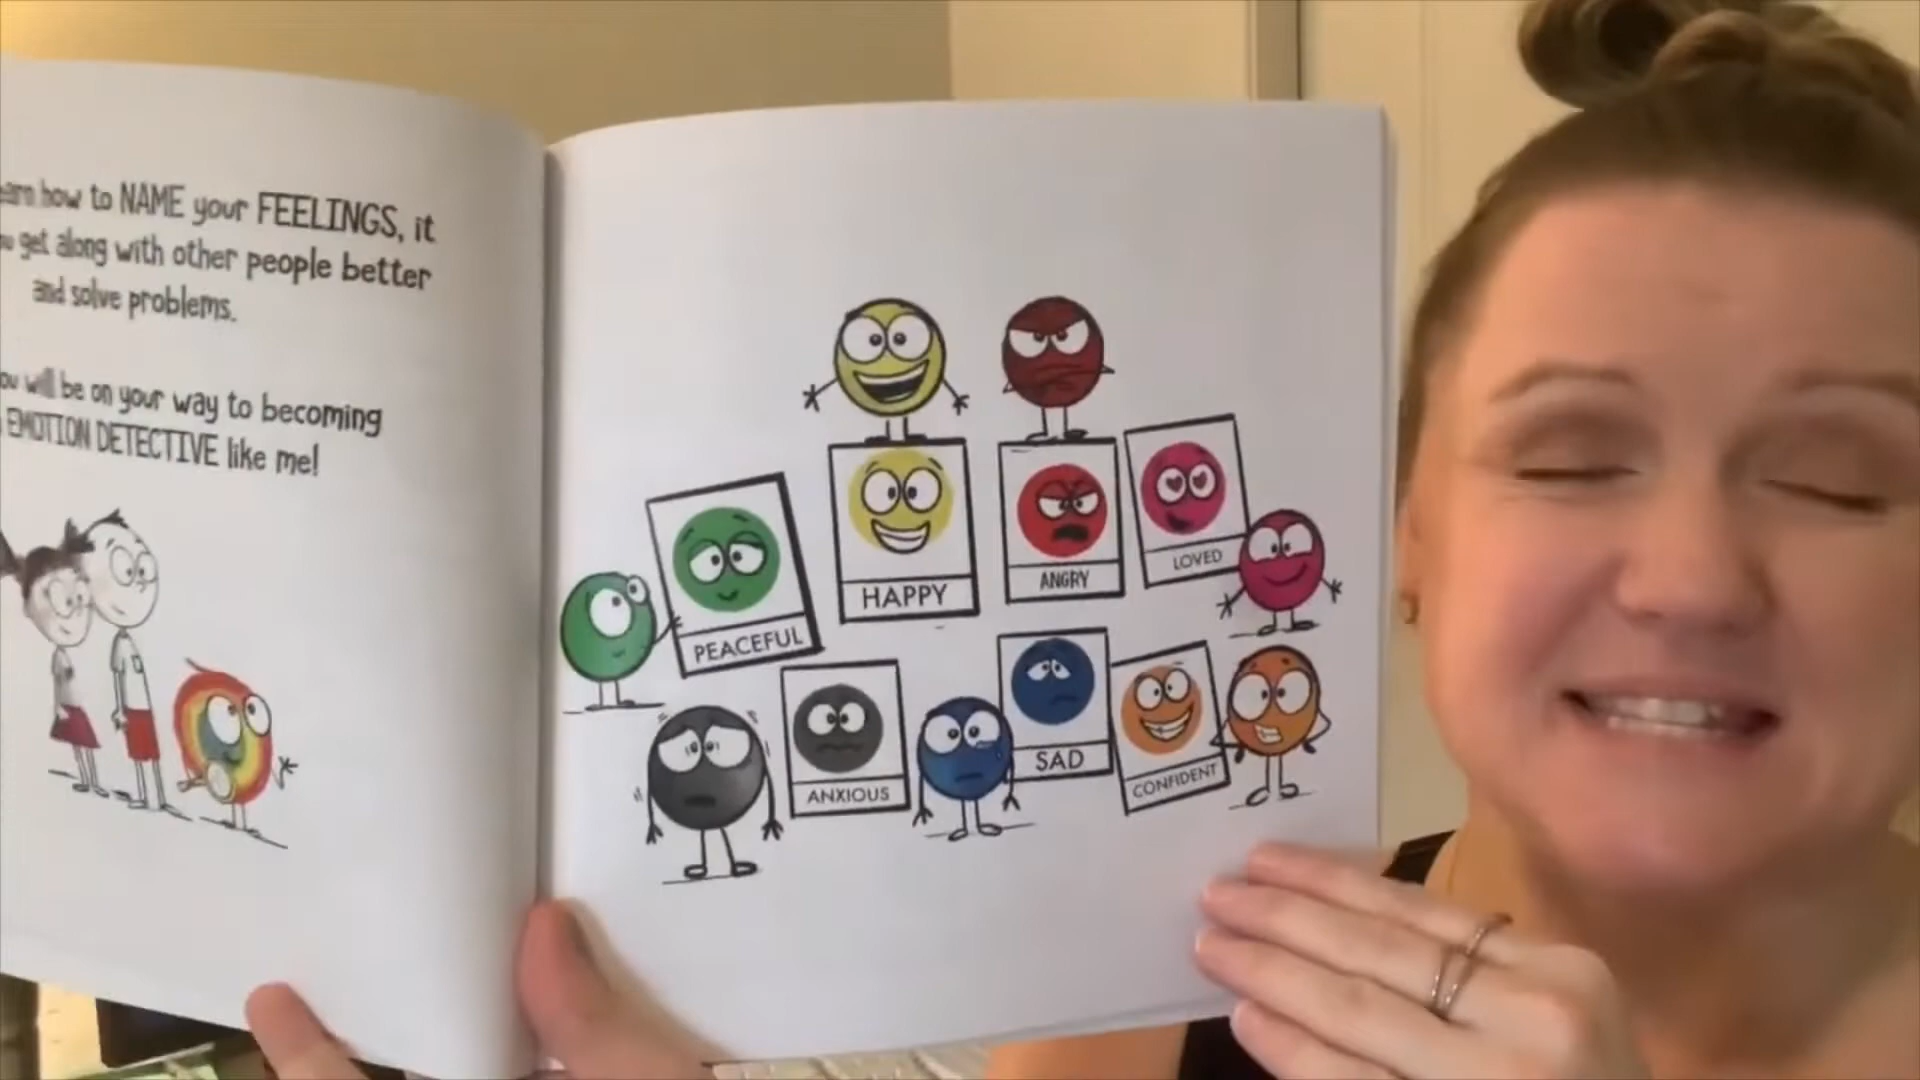 how to NAME your FEELINGS, it
get along with other people better
and solve problems.
will be on your way to becoming
EMOTION DETECTIVE like me!
PEACEFUL
HAPPY
ANGRY
LOVED
ANXIOUS
SAD
CONFIDENT